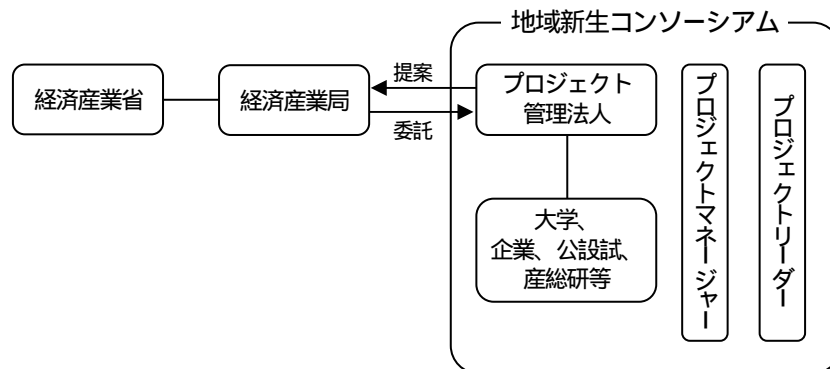 地域新生コンソーシアム
経済産業省
経済産業局
提案
委託
プロジェクト
管理法人
大学、
企業、公設試、
産総研等
プロジェクトマネージャー
プロジェクトリーダー